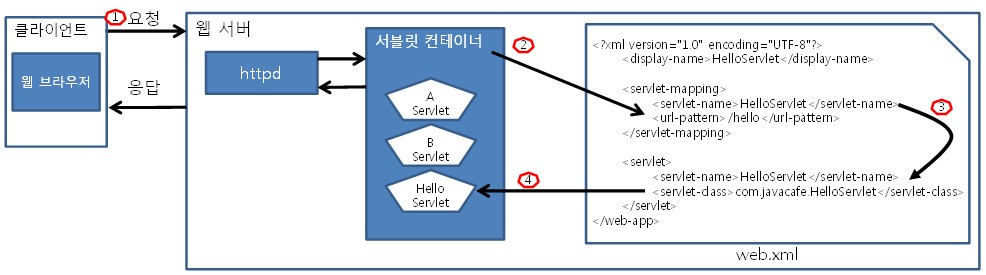 클라이언트
웹 브라우저
1 요청
응답
웹 서버
httpd
서블릿 컨테이너
A
Servlet
B
Servlet
Hello
Servlet
2
3
4
<?xml version="1.0" encoding="UTF-8"?>
<display-name>HelloServlet</display-name>
<servlet-mapping>
<servlet-name>HelloServlet</servlet-name>
<url-pattern>/hello</url-pattern>
</servlet-mapping>
<servlet>
<servlet-name>HelloServlet</servlet-name>
<servlet-class>com.javacafe.HelloServlet</servlet-class>
</servlet>
</web-app>
web.xml